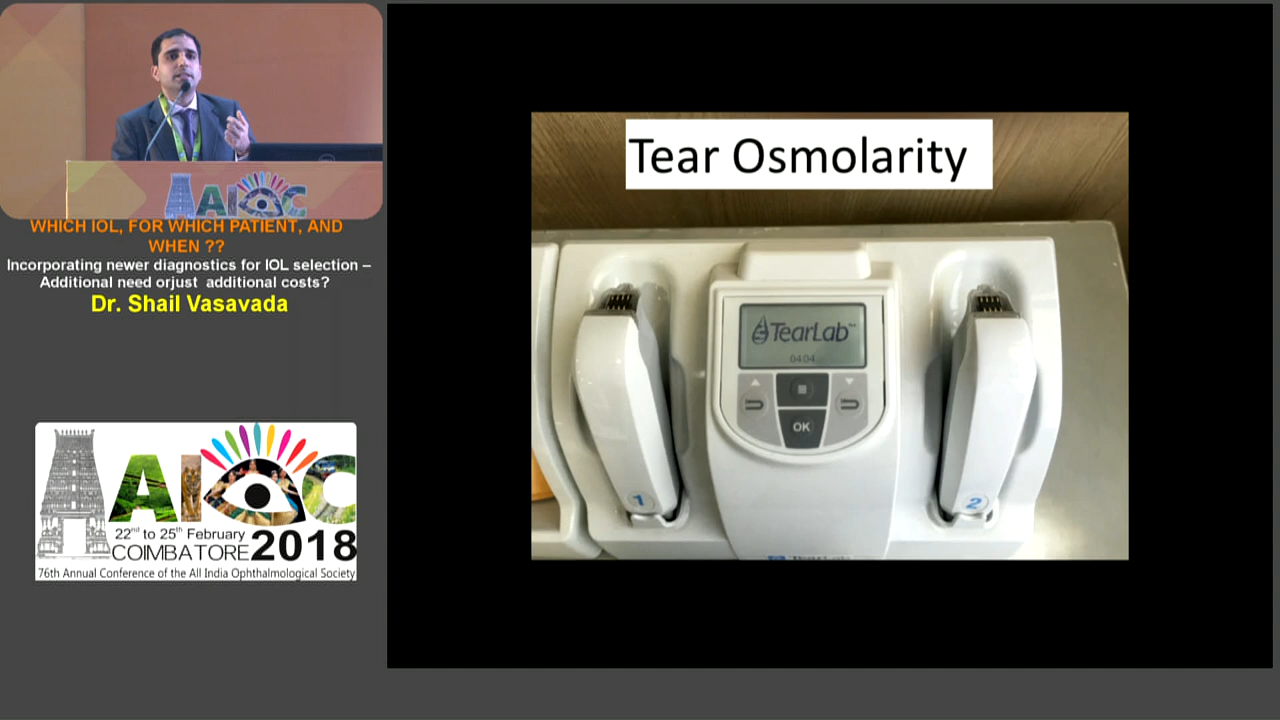 AIOC
WHICH IOL, FOR WHICH PATIENT, AND
WHEN ??
Incorporating newer diagnostics for IOL selection –
Additional need orjust additional costs?
Dr. Shail Vasavada
AIOC
22nd to 25th February
COIMBATORE 2018
76th Annual Conference of the All India Ophthalmological Society
Tear Osmolarity
TearLab™
04.04
OK
1
2
TearLab